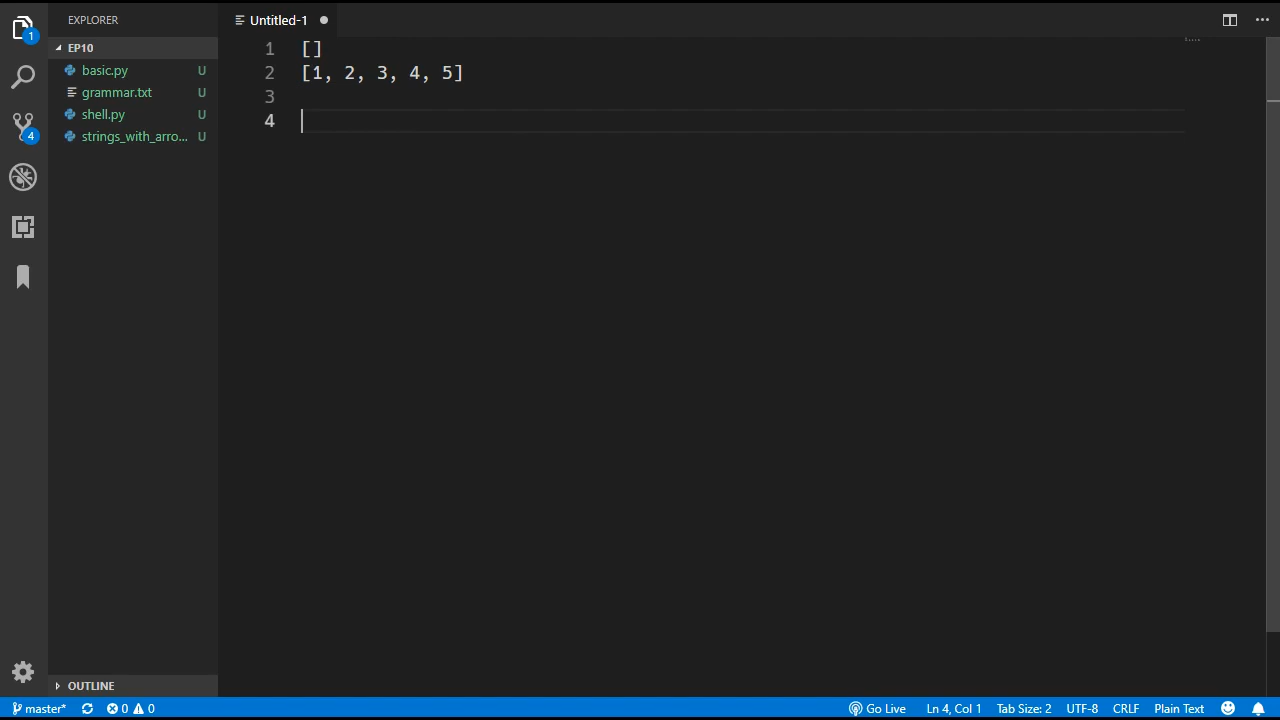 EXPLORER
EP10
basic.py U
grammar.txt U
shell.py U
strings_with_arro... U
OUTLINE
Untitled-1
1 []
2 [1, 2, 3, 4, 5]
3
4
1
4
master* 0 0 Go Live Ln 4, Col 1 Tab Size: 2 UTF-8 CRLF Plain Text